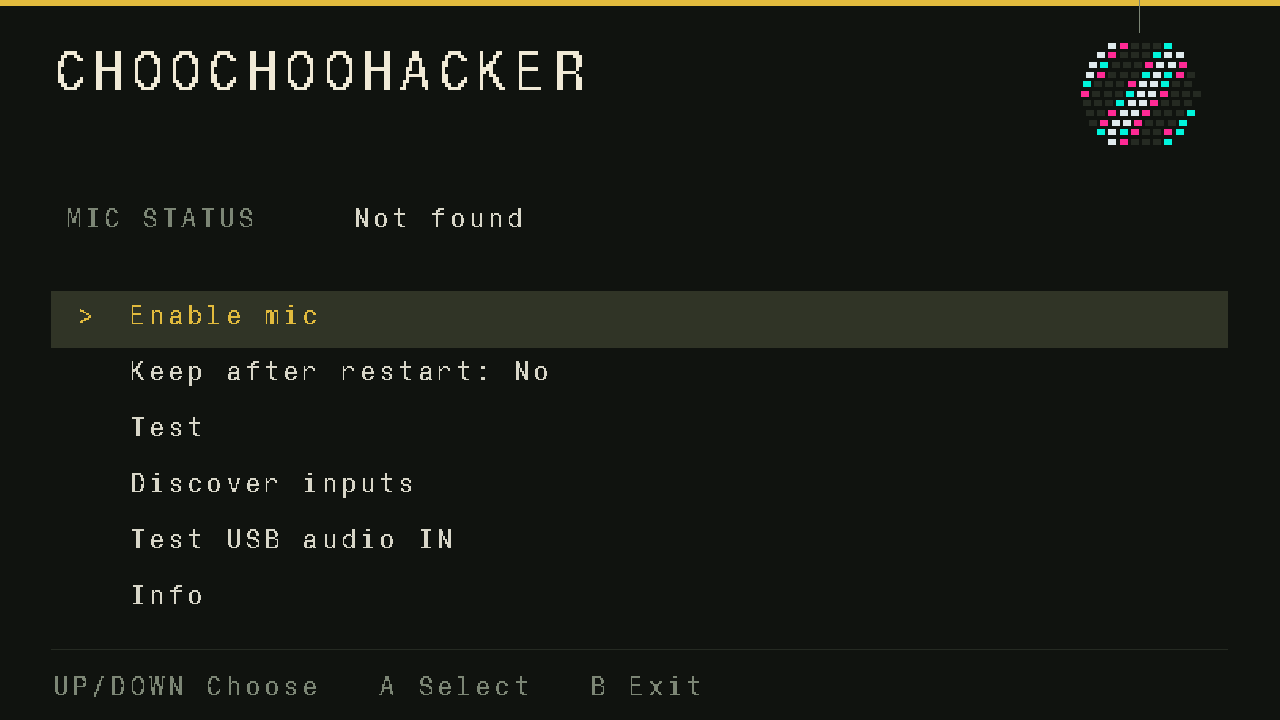 CHOOCHOOHACKER
MIC STATUS Not found
> Enable mic
Keep after restart: No
Test
Discover inputs
Test USB audio IN
Info
UP/DOWN Choose A Select B Exit